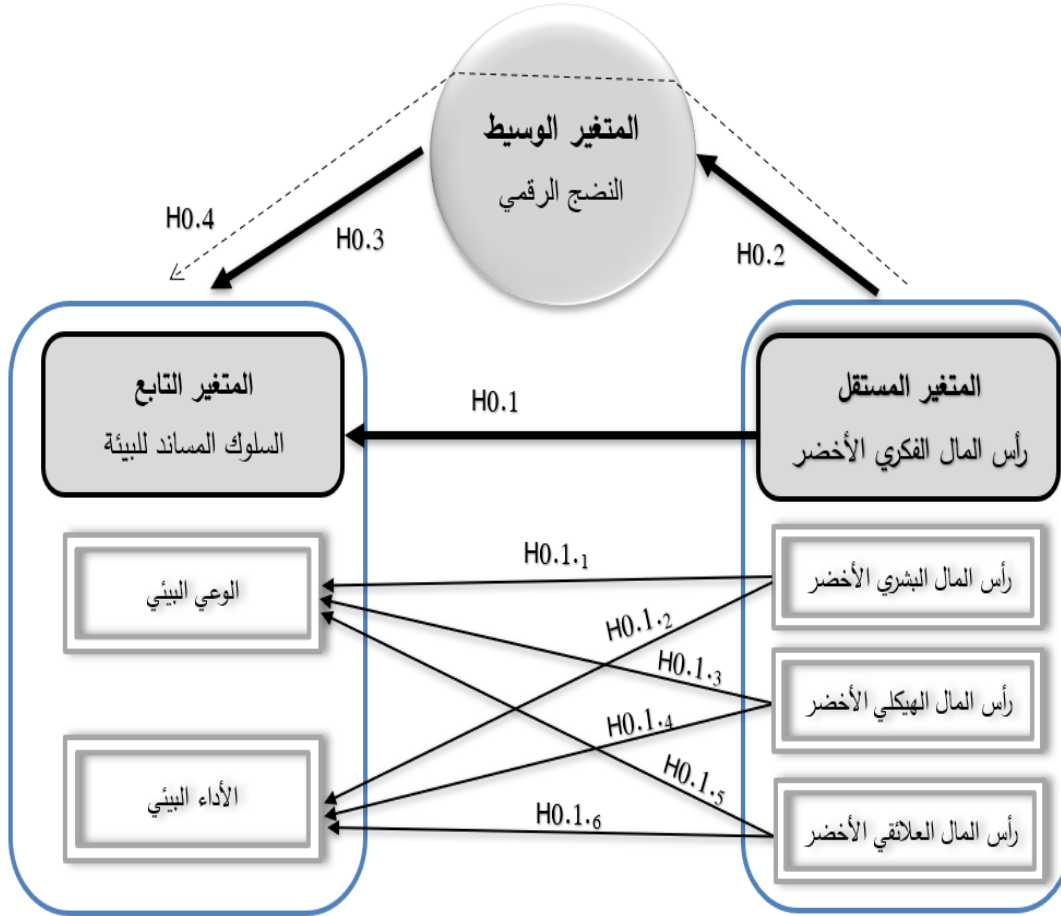 المتغير الوسيط
النضج الرقمي
H0.4
H0.3
H0.2
المتغير المستقل
رأس المال الفكري الأخضر
H0.1
المتغير التابع
السلوك المساند للبيئة
رأس المال البشري الأخضر
H0.1.1
الوعي البيئي
H0.1.2
رأس المال الهيكلي الأخضر
H0.1.3
H0.1.4
رأس المال العلائقي الأخضر
H0.1.5
H0.1.6
الأداء البيئي